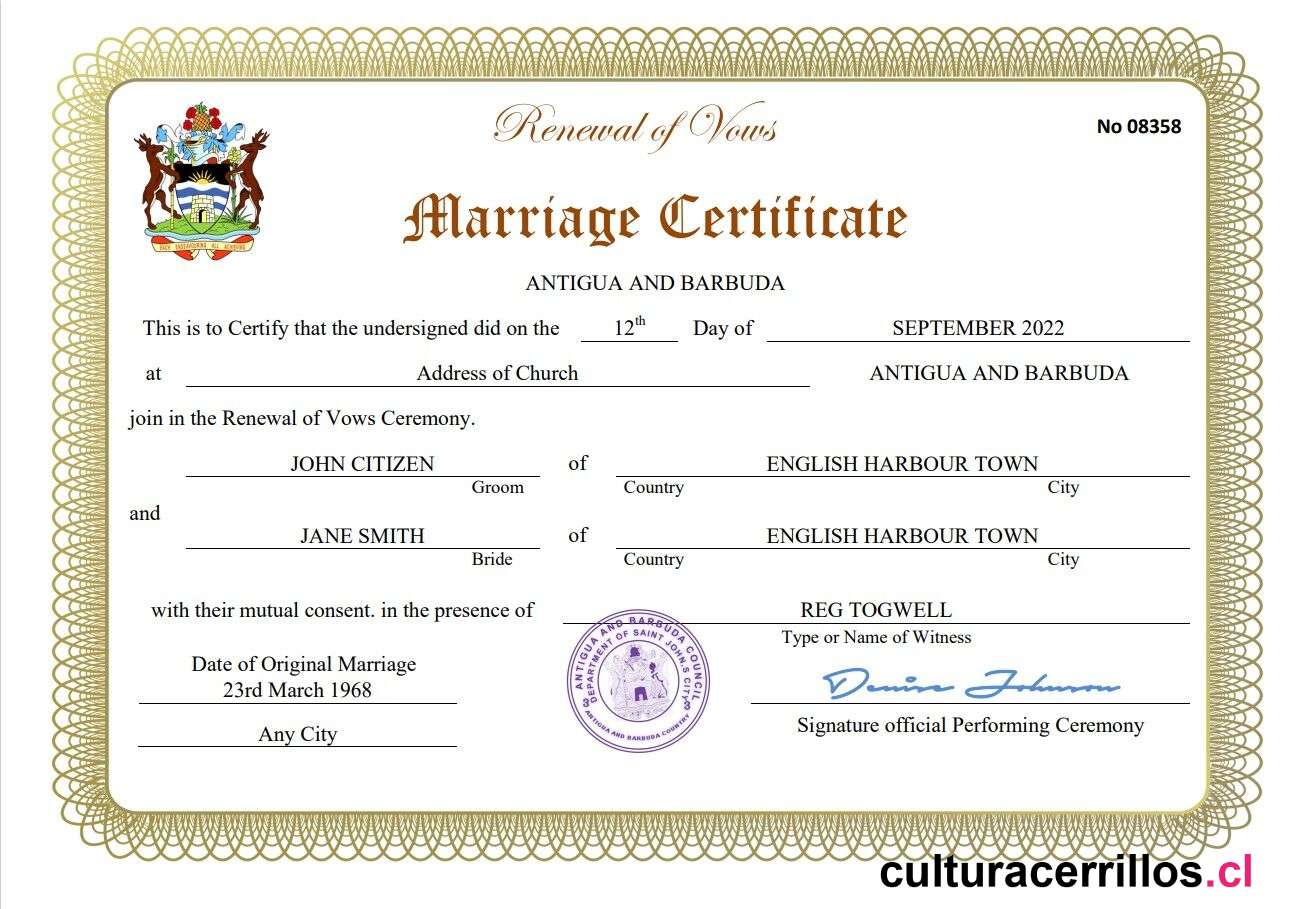 Renewal of Vows
No 08358
Marriage Certificate
ANTIGUA AND BARBUDA
This is to Certify that the undersigned did on the 12th Day of SEPTEMBER 2022
at Address of Church ANTIGUA AND BARBUDA
join in the Renewal of Vows Ceremony.
JOHN CITIZEN of ENGLISH HARBOUR TOWN
Groom Country City
and
JANE SMITH of ENGLISH HARBOUR TOWN
Bride Country City
with their mutual consent. in the presence of REG TOGWELL
Type or Name of Witness
Date of Original Marriage
23rd March 1968
Any City
ANTIGUA AND BARBUDA COUNCIL
DEPARTMENT OF SAINT JOHN,S CITY
ANTIGUA AND BARBUDA COUNTRY
Denise Johnson
Signature official Performing Ceremony
EACH ENDEAVOURING ALL ACHIEVING
culturacerrillos.cl